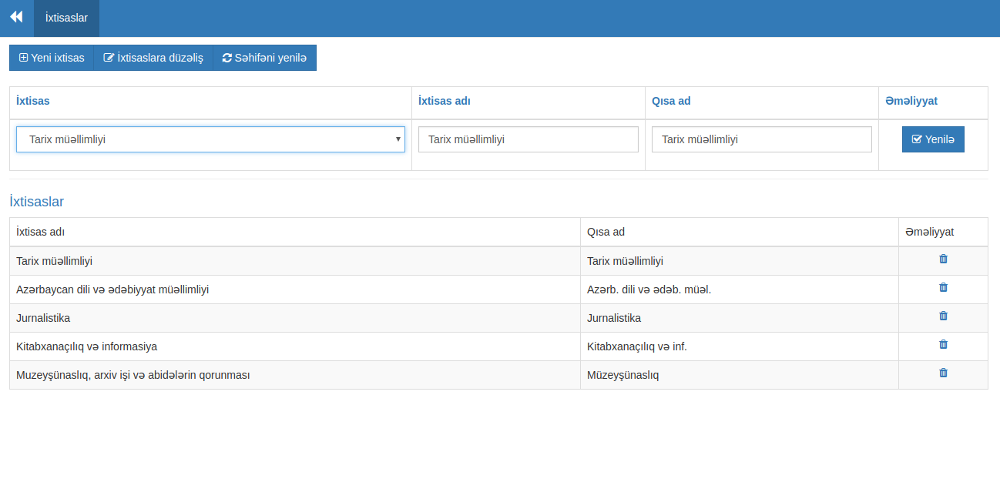 İxtisaslar
Yeni ixtisas İxtisaslara düzəliş Səhifəni yenilə
İxtisas İxtisas adı Qısa ad Əməliyyat
Tarix müəllimliyi Tarix müəllimliyi Tarix müəllimliyi Yenilə
İxtisaslar
İxtisas adı Qısa ad Əməliyyat
Tarix müəllimliyi Tarix müəllimliyi
Azərbaycan dili və ədəbiyyat müəllimliyi Azərb. dili və ədəb. müəl.
Jurnalistika Jurnalistika
Kitabxanaçılıq və informasiya Kitabxanaçılıq və inf.
Muzeyşünaslıq, arxiv işi və abidələrin qorunması Müzeyşünaslıq